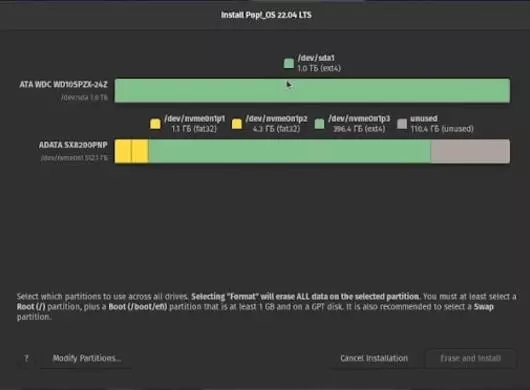 Install Pop!_OS 22.04 LTS
/dev/sda1
1.0 ТБ (ext4)
ATA WDC WD10SPZX-24Z
/dev/sda 1.0 ТБ
/dev/nvme0n1p1
1.1 ГБ (fat32)
/dev/nvme0n1p2
4.3 ГБ (fat32)
/dev/nvme0n1p3
396.4 ГБ (ext4)
unused
110.4 ГБ (unused)
ADATA SX8200PNP
/dev/nvme0n1 512.1 ГБ
Select which partitions to use across all drives. Selecting "Format" will erase ALL data on the selected partition. You must at least select a
Root (/) partition, plus a Boot (/boot/efi) partition that is at least 1 GB and on a GPT disk. It is also recommended to select a Swap
partition.
?
Modify Partitions...
Cancel Installation
Erase and Install